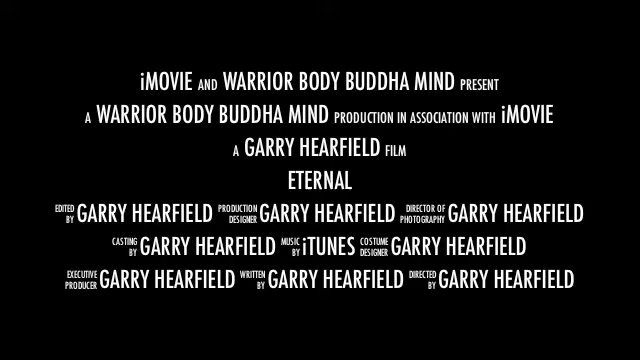 iMOVIE AND WARRIOR BODY BUDDHA MIND PRESENT
A WARRIOR BODY BUDDHA MIND PRODUCTION IN ASSOCIATION WITH iMOVIE
A GARRY HEARFIELD FILM
ETERNAL
EDITED BY GARRY HEARFIELD PRODUCTION DESIGNER GARRY HEARFIELD DIRECTOR OF PHOTOGRAPHY GARRY HEARFIELD
CASTING BY GARRY HEARFIELD MUSIC BY iTUNES COSTUME DESIGNER GARRY HEARFIELD
EXECUTIVE PRODUCER GARRY HEARFIELD WRITTEN BY GARRY HEARFIELD DIRECTED BY GARRY HEARFIELD